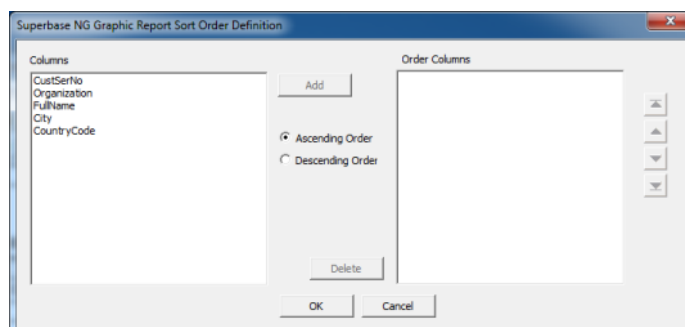 Superbase NG Graphic Report Sort Order Definition
Columns
Order Columns
CustSerNo
Organization
FullName
City
CountryCode
Add
Ascending Order
Descending Order
Delete
OK
Cancel